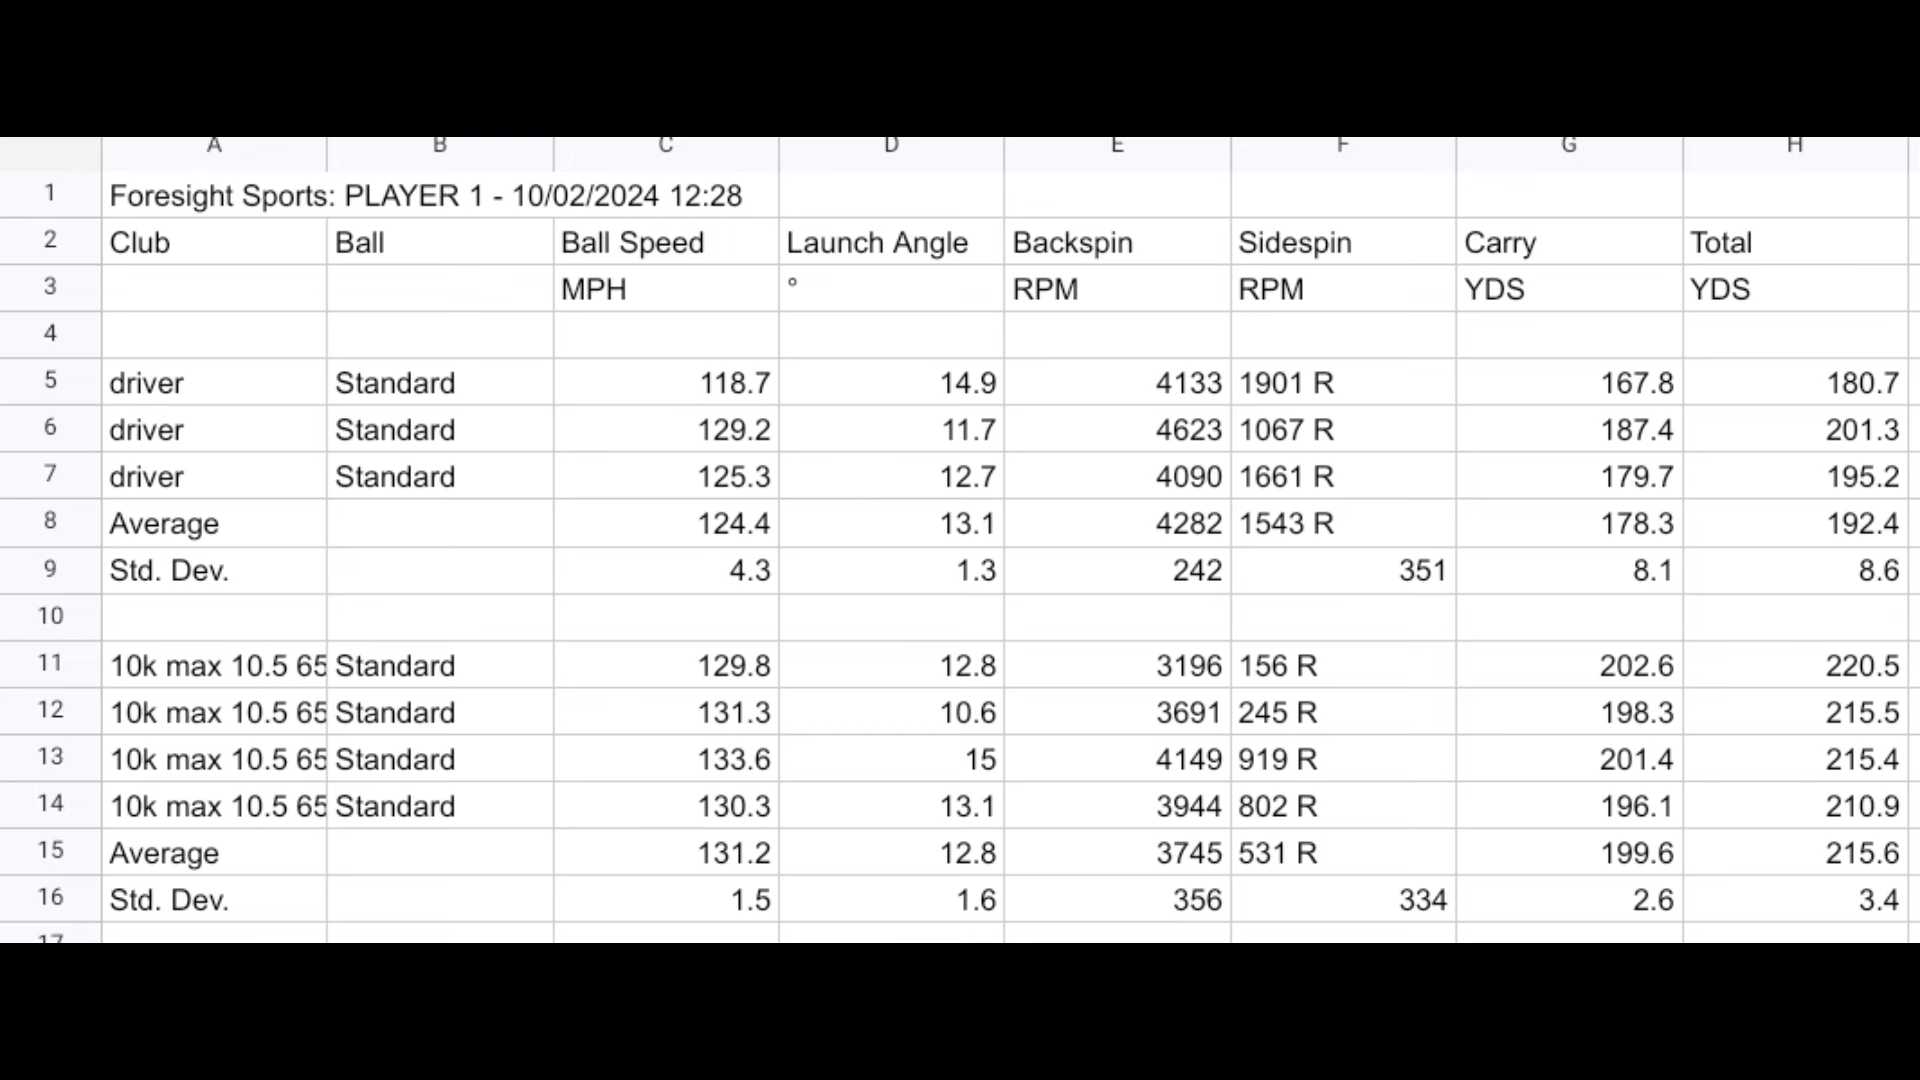 A B C D E F G H
1 Foresight Sports: PLAYER 1 - 10/02/2024 12:28
2 Club Ball Ball Speed Launch Angle Backspin Sidespin Carry Total
3 MPH ° RPM RPM YDS YDS
4
5 driver Standard 118.7 14.9 4133 1901 R 167.8 180.7
6 driver Standard 129.2 11.7 4623 1067 R 187.4 201.3
7 driver Standard 125.3 12.7 4090 1661 R 179.7 195.2
8 Average 124.4 13.1 4282 1543 R 178.3 192.4
9 Std. Dev. 4.3 1.3 242 351 8.1 8.6
10
11 10k max 10.5 65 Standard 129.8 12.8 3196 156 R 202.6 220.5
12 10k max 10.5 65 Standard 131.3 10.6 3691 245 R 198.3 215.5
13 10k max 10.5 65 Standard 133.6 15 4149 919 R 201.4 215.4
14 10k max 10.5 65 Standard 130.3 13.1 3944 802 R 196.1 210.9
15 Average 131.2 12.8 3745 531 R 199.6 215.6
16 Std. Dev. 1.5 1.6 356 334 2.6 3.4
17